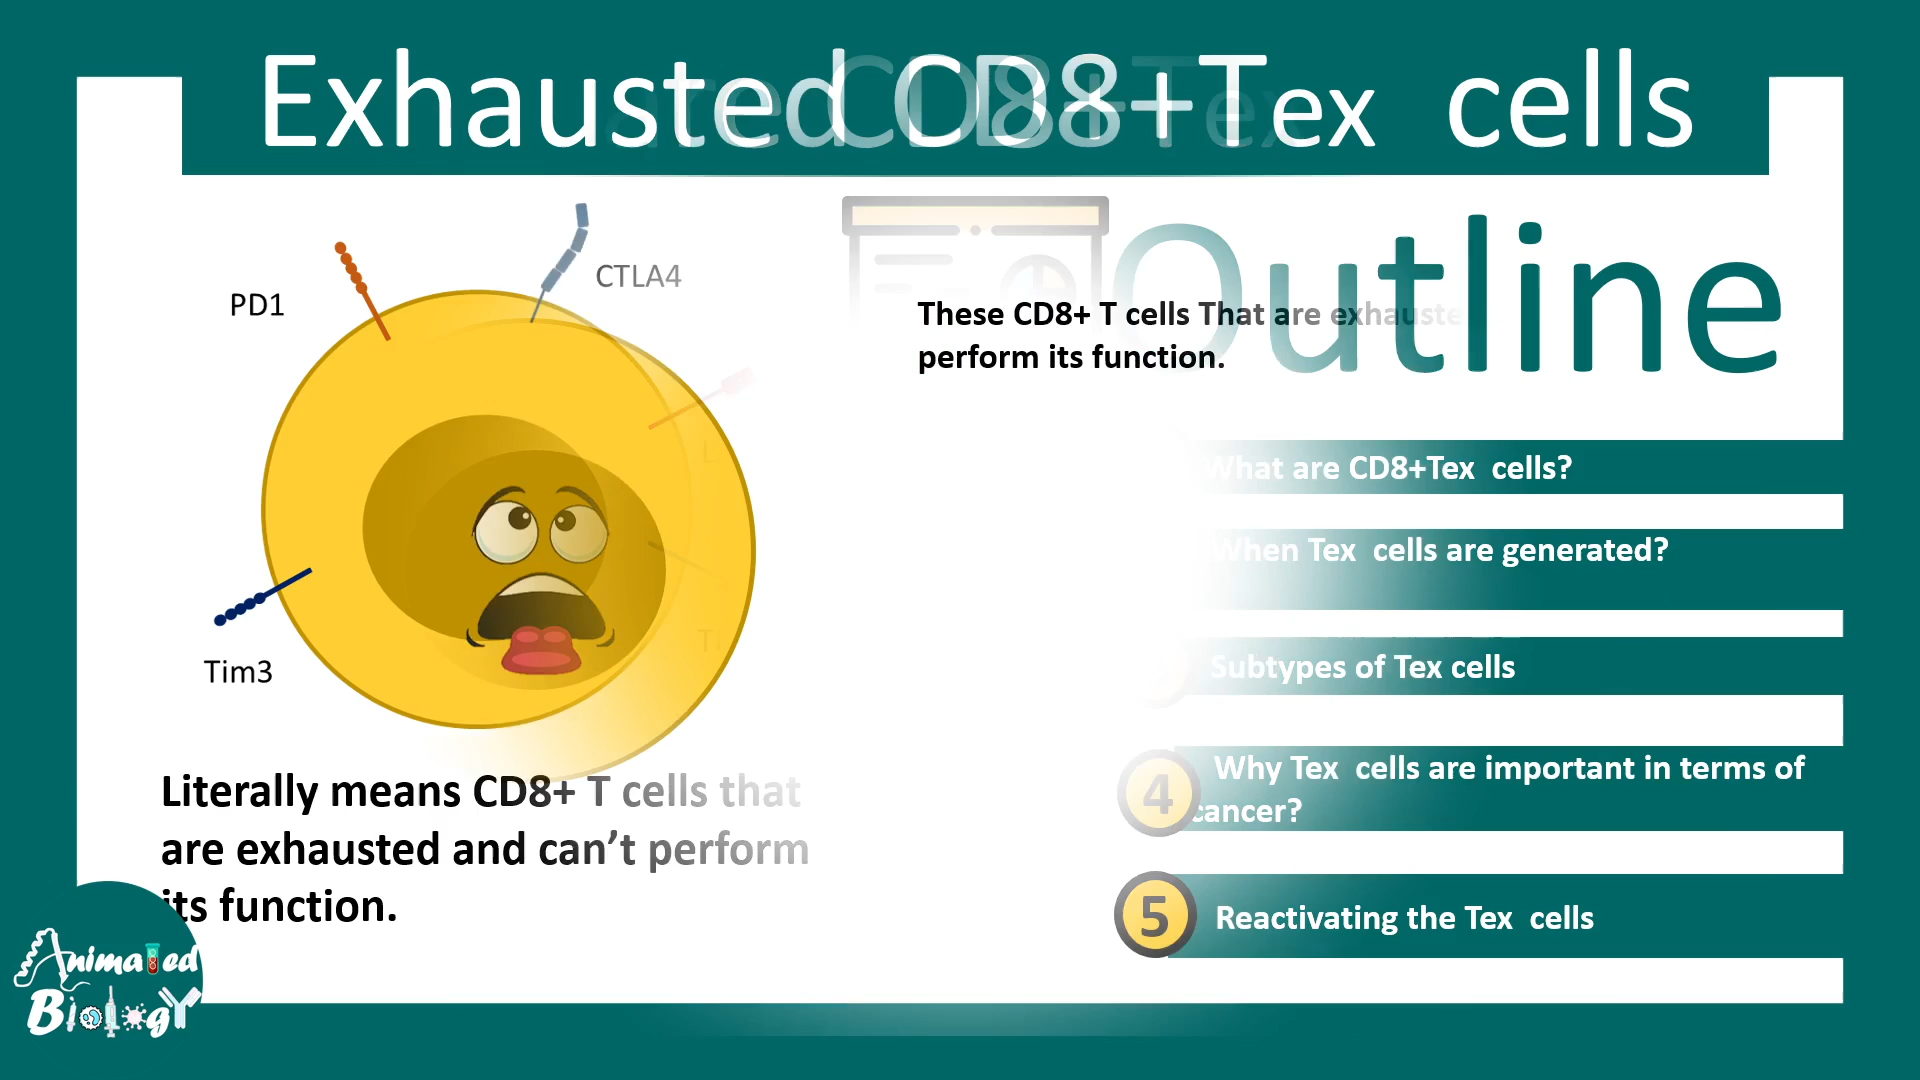 Exhausted CD8+Tex cells
CTLA4
PD1
Tim3
Outline
These CD8+ T cells That are exhauste
perform its function.
What are CD8+Tex cells?
When Tex cells are generated?
Subtypes of Tex cells
4
Why Tex cells are important in terms of
cancer?
5
Reactivating the Tex cells
Literally means CD8+ T cells that
are exhausted and can’t perform
its function.
Animated
Biology